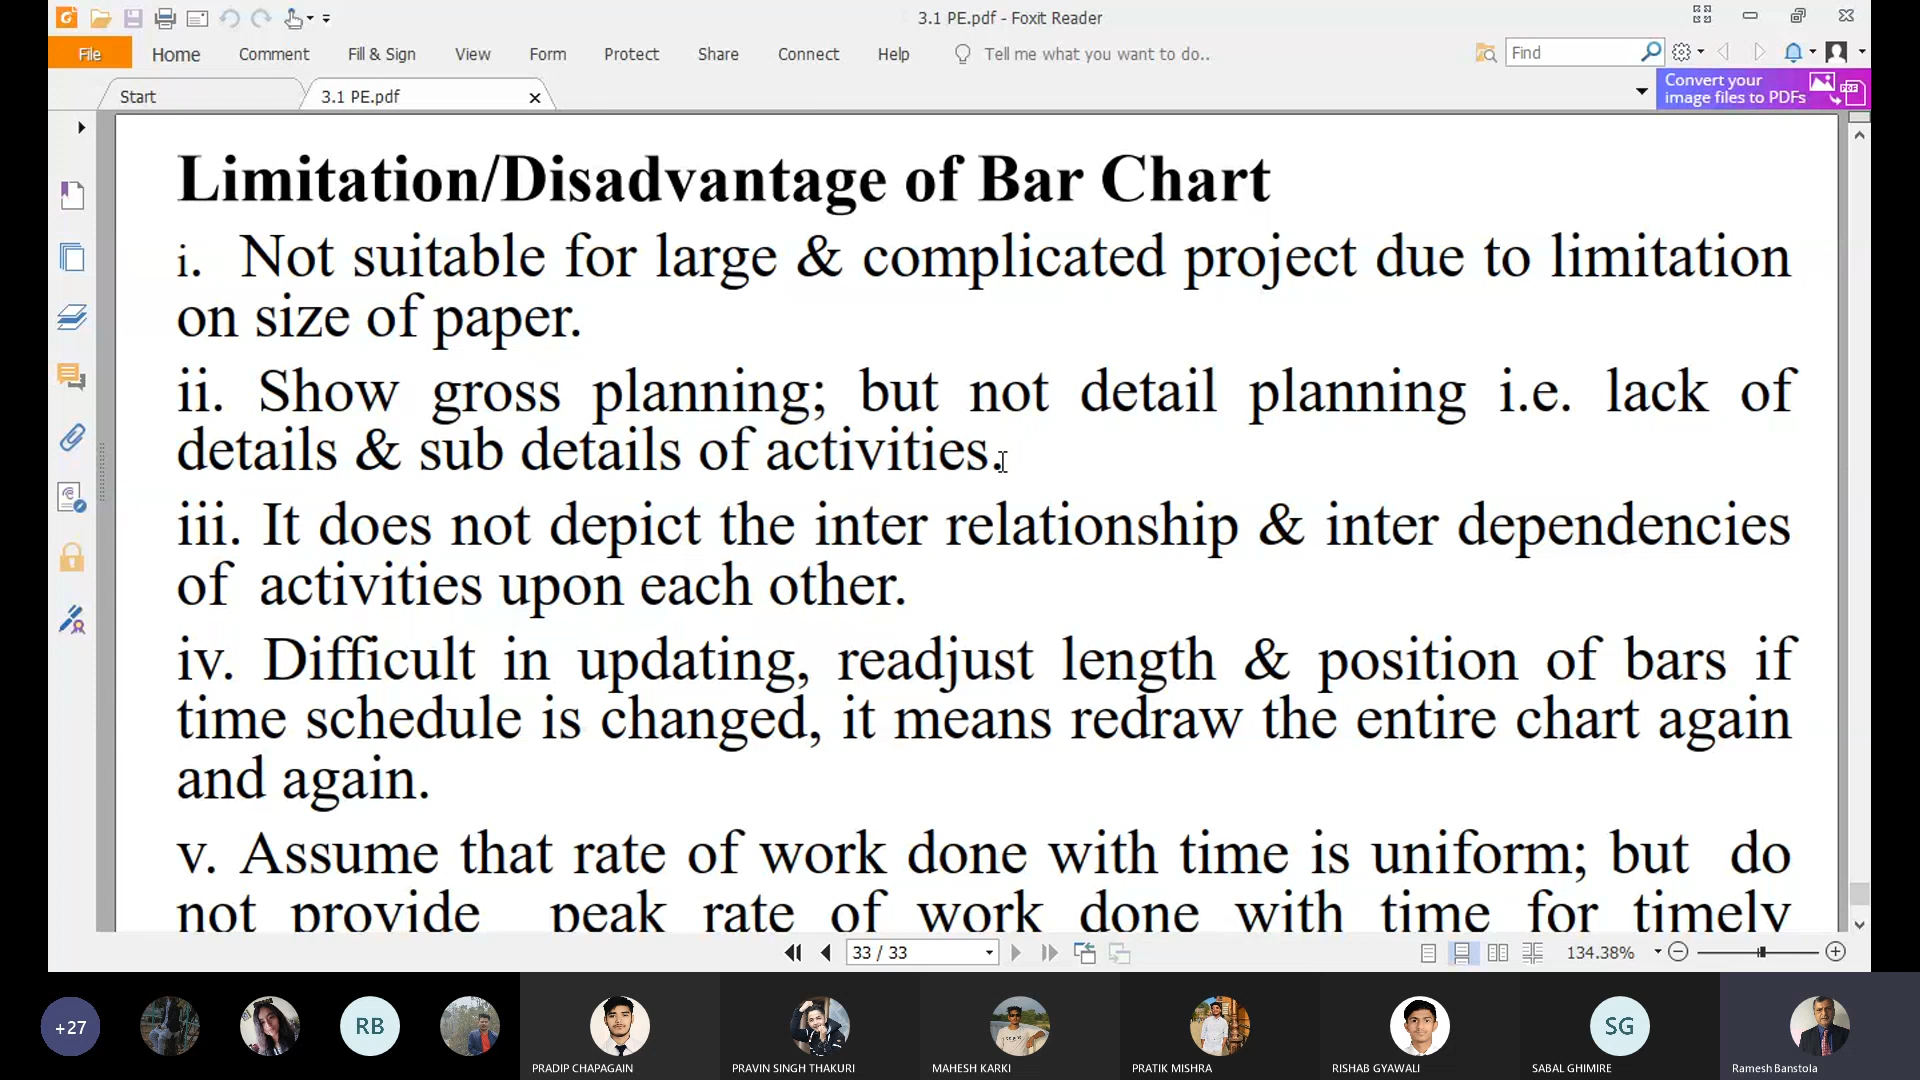 3.1 PE.pdf - Foxit Reader
File Home Comment Fill & Sign View Form Protect Share Connect Help Tell me what you want to do.. Find
Start 3.1 PE.pdf
Convert your
image files to PDFs
PDF
Limitation/Disadvantage of Bar Chart
i. Not suitable for large & complicated project due to limitation
on size of paper.
ii. Show gross planning; but not detail planning i.e. lack of
details & sub details of activities.
iii. It does not depict the inter relationship & inter dependencies
of activities upon each other.
iv. Difficult in updating, readjust length & position of bars if
time schedule is changed, it means redraw the entire chart again
and again.
v. Assume that rate of work done with time is uniform; but do
not provide peak rate of work done with time for timely
33 / 33 134.38%
+27 RB SG
PRADIP CHAPAGAIN PRAVIN SINGH THAKURI MAHESH KARKI PRATIK MISHRA RISHAB GYAWALI SABAL GHIMIRE Ramesh Banstola